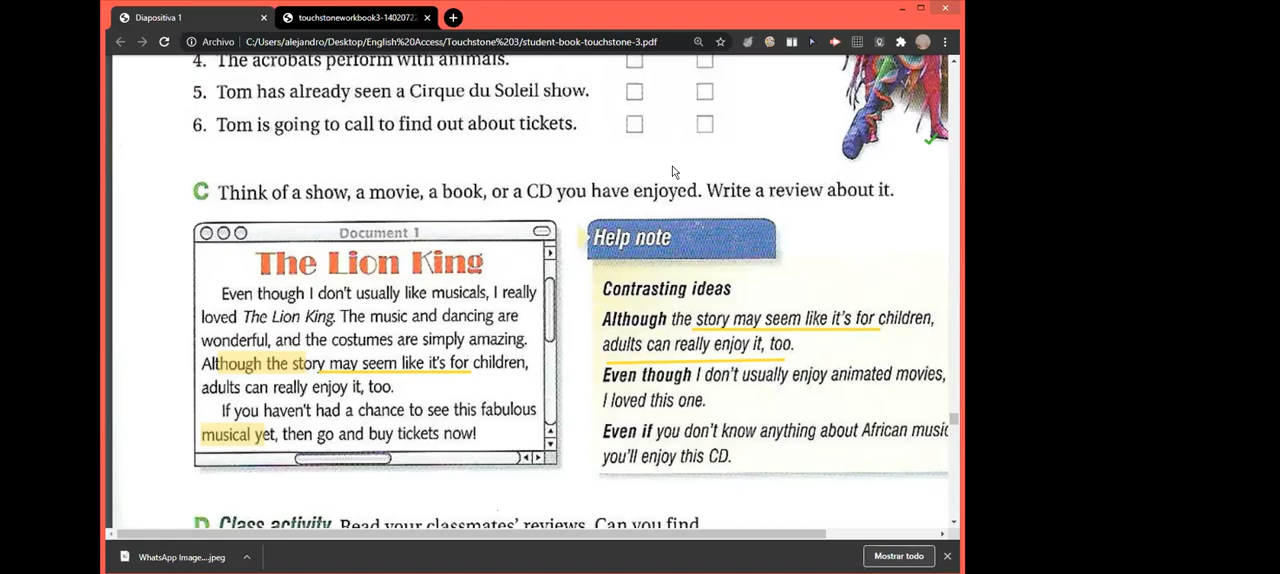 Diapositiva 1
touchstoneworkbook3-1402072
Archivo
C:/Users/alejandro/Desktop/English%20Access/Touchstone%203/student-book-touchstone-3.pdf
4. The acrobats perform with animals.
5. Tom has already seen a Cirque du Soleil show.
6. Tom is going to call to find out about tickets.
C Think of a show, a movie, a book, or a CD you have enjoyed. Write a review about it.
Document 1
The Lion King
Even though I don't usually like musicals, I really
loved The Lion King. The music and dancing are
wonderful, and the costumes are simply amazing.
Although the story may seem like it's for children,
adults can really enjoy it, too.
If you haven't had a chance to see this fabulous
musical yet, then go and buy tickets now!
Help note
Contrasting ideas
Although the story may seem like it's for children,
adults can really enjoy it, too.
Even though I don't usually enjoy animated movies,
I loved this one.
Even if you don't know anything about African music
you'll enjoy this CD.
D Class activity Read your classmates' reviews. Can you find
WhatsApp Image....jpeg
Mostrar todo